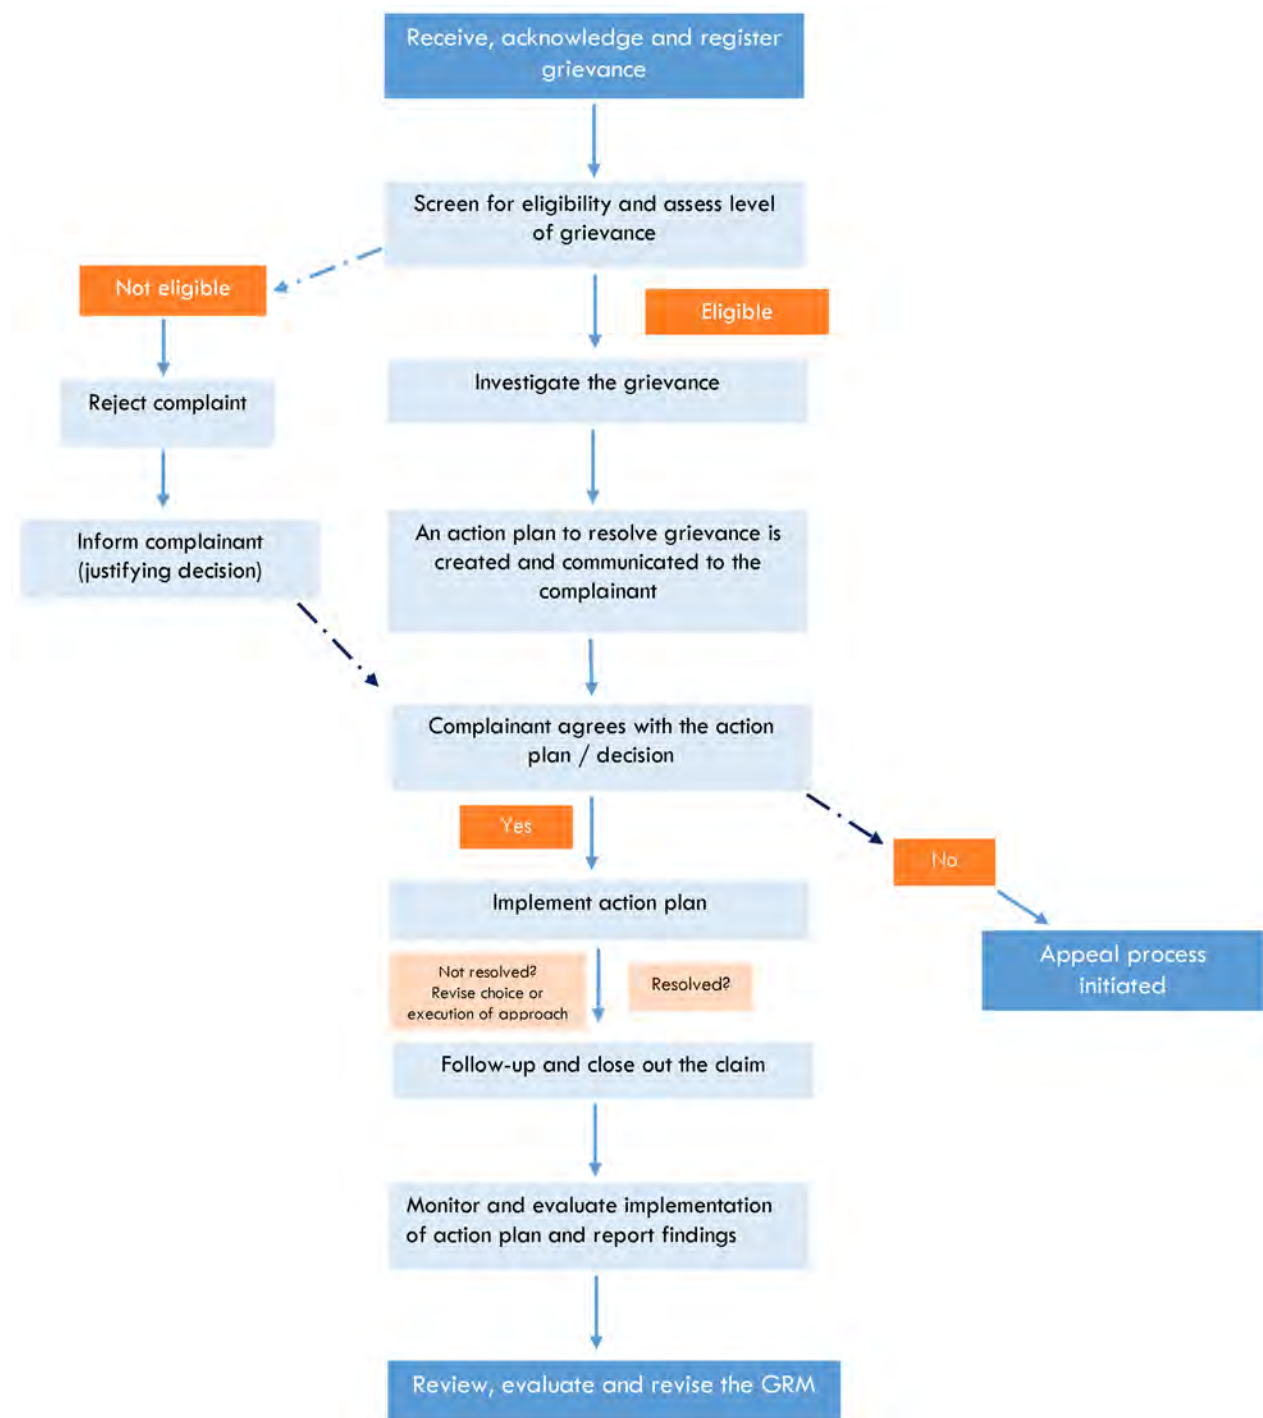 Receive, acknowledge and register
grievance
Screen for eligibility and assess level
of grievance
Not eligible
Eligible
Investigate the grievance
Reject complaint
An action plan to resolve grievance is
created and communicated to the
complainant
Inform complainant
(justifying decision)
Complainant agrees with the action
plan / decision
Yes
No
Implement action plan
Appeal process
initiated
Not resolved?
Revise choice or
execution of approach
Resolved?
Follow-up and close out the claim
Monitor and evaluate implementation
of action plan and report findings
Review, evaluate and revise the GRM